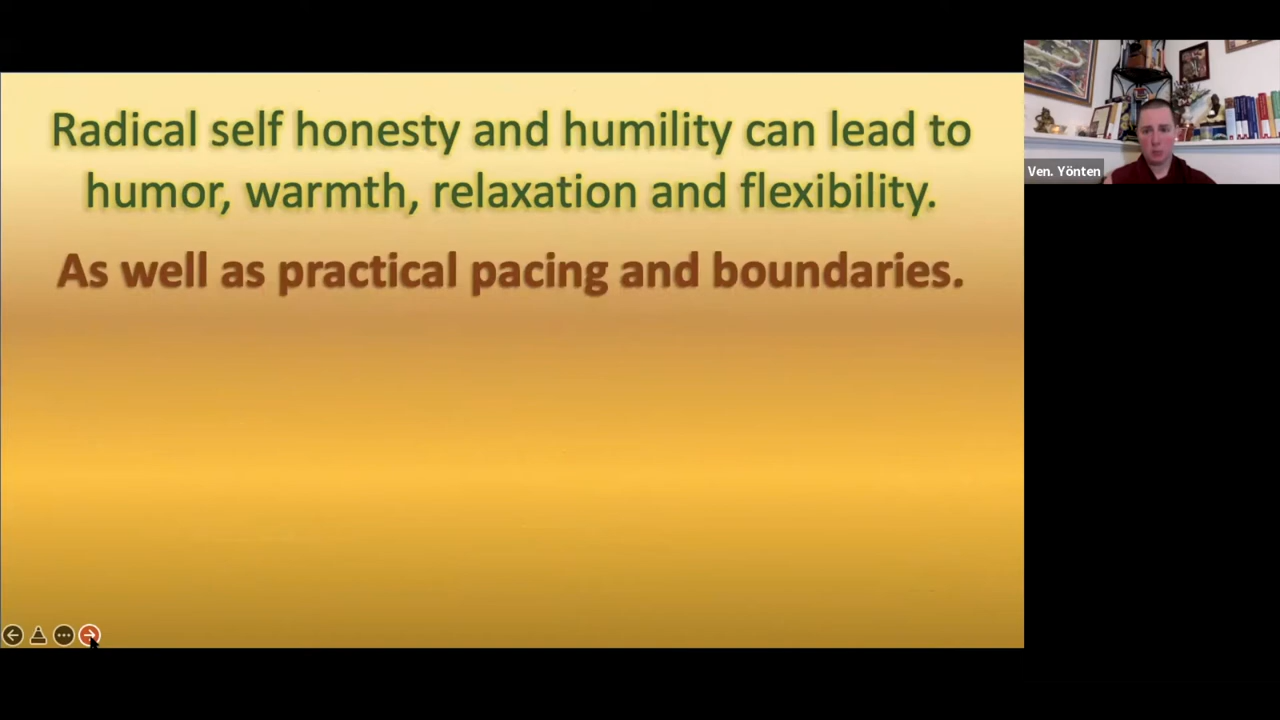 Radical self honesty and humility can lead to
humor, warmth, relaxation and flexibility.
As well as practical pacing and boundaries.
Ven. Yönten